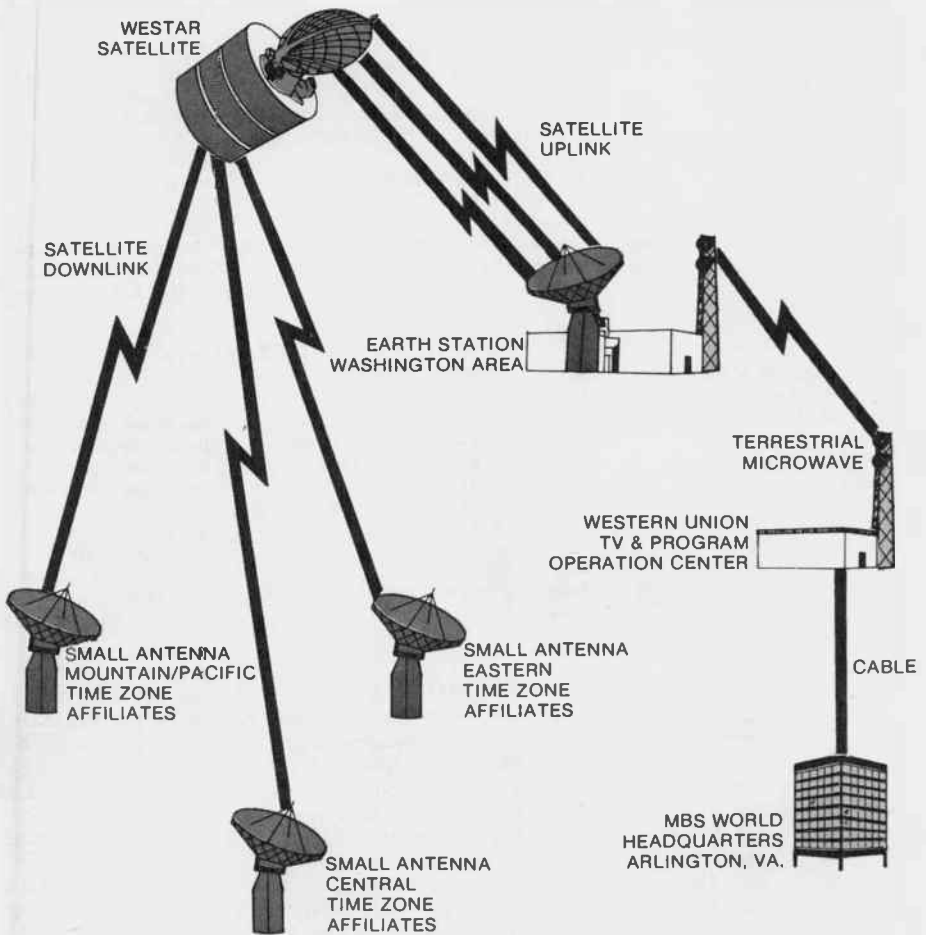 WESTAR
SATELLITE
SATELLITE
UPLINK
SATELLITE
DOWNLINK
EARTH STATION
WASHINGTON AREA
TERRESTRIAL
MICROWAVE
WESTERN UNION
TV & PROGRAM
OPERATION CENTER
SMALL ANTENNA
MOUNTAIN/PACIFIC
TIME ZONE
AFFILIATES
SMALL ANTENNA
EASTERN
TIME ZONE
AFFILIATES
CABLE
MBS WORLD
HEADQUARTERS
ARLINGTON, VA.
SMALL ANTENNA
CENTRAL
TIME ZONE
AFFILIATES